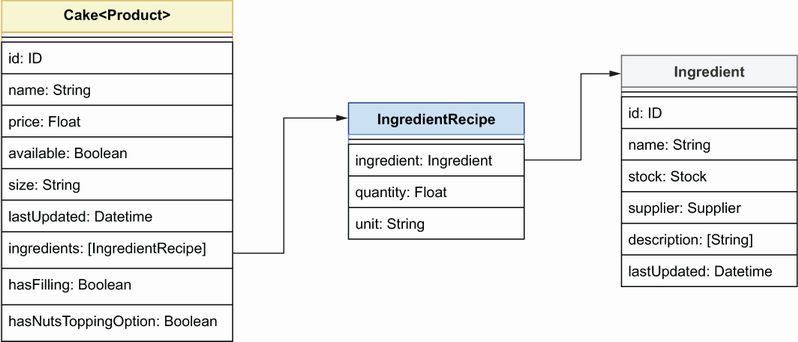 Cake<Product>
id: ID
name: String
price: Float
available: Boolean
size: String
lastUpdated: Datetime
ingredients: [IngredientRecipe]
hasFilling: Boolean
hasNutsToppingOption: Boolean
IngredientRecipe
ingredient: Ingredient
quantity: Float
unit: String
Ingredient
id: ID
name: String
stock: Stock
supplier: Supplier
description: [String]
lastUpdated: Datetime